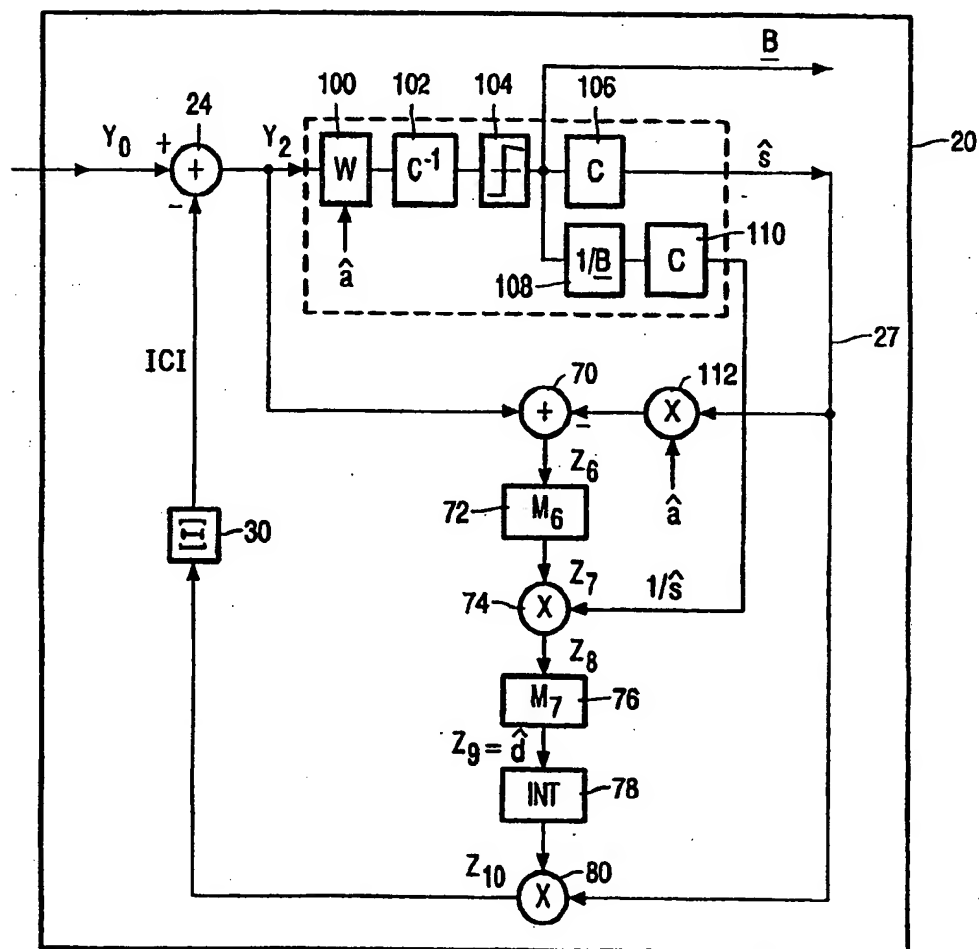 B
100 102 104 106
24
Y0 + Y2 ŝ 20
+ W C⁻¹ C
-
110
â 1/B C
108
27
ICI
70 112
+ - X
Z6
72 M6 â
Ξ 30
Z7 1/ŝ
74 X
Z8
M7 76
Z9 = d̂
INT 78
Z10 80
X